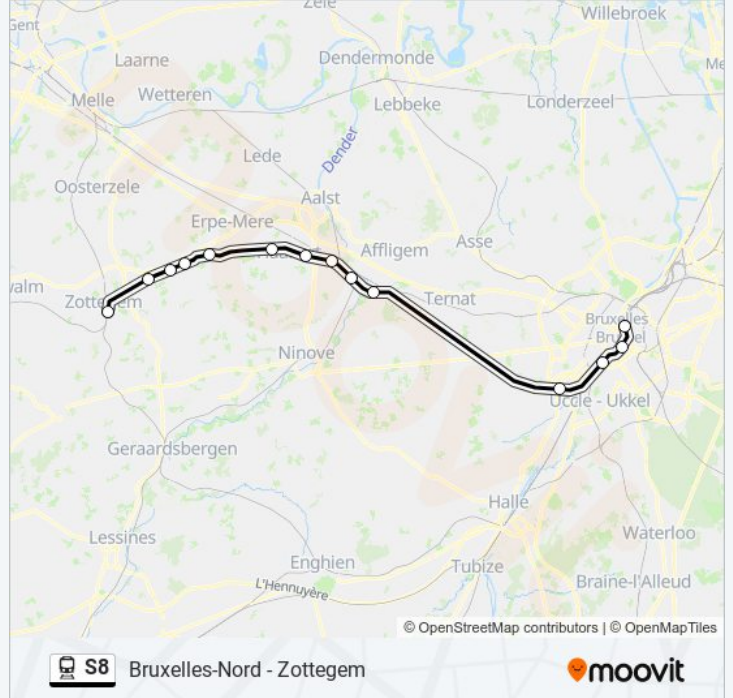 Zele
Willebroek
Gent
Laarne
Dendermonde
Me
Melle
Wetteren
Lebbeke
Londerzeel
Dender
Lede
Oosterzele
Aalst
Erpe-Mere
Asse
Affligem
valm
Zottegem
Ternat
Bruxelles
Brussel
Ninove
Uccle - Ukkel
Geraardsbergen
Halle
Lessines
Waterloo
Enghien
Tubize
L'Hennuyère
Braine-l'Alleud
© OpenStreetMap contributors | © OpenMapTiles
S8 Bruxelles-Nord - Zottegem
moovit